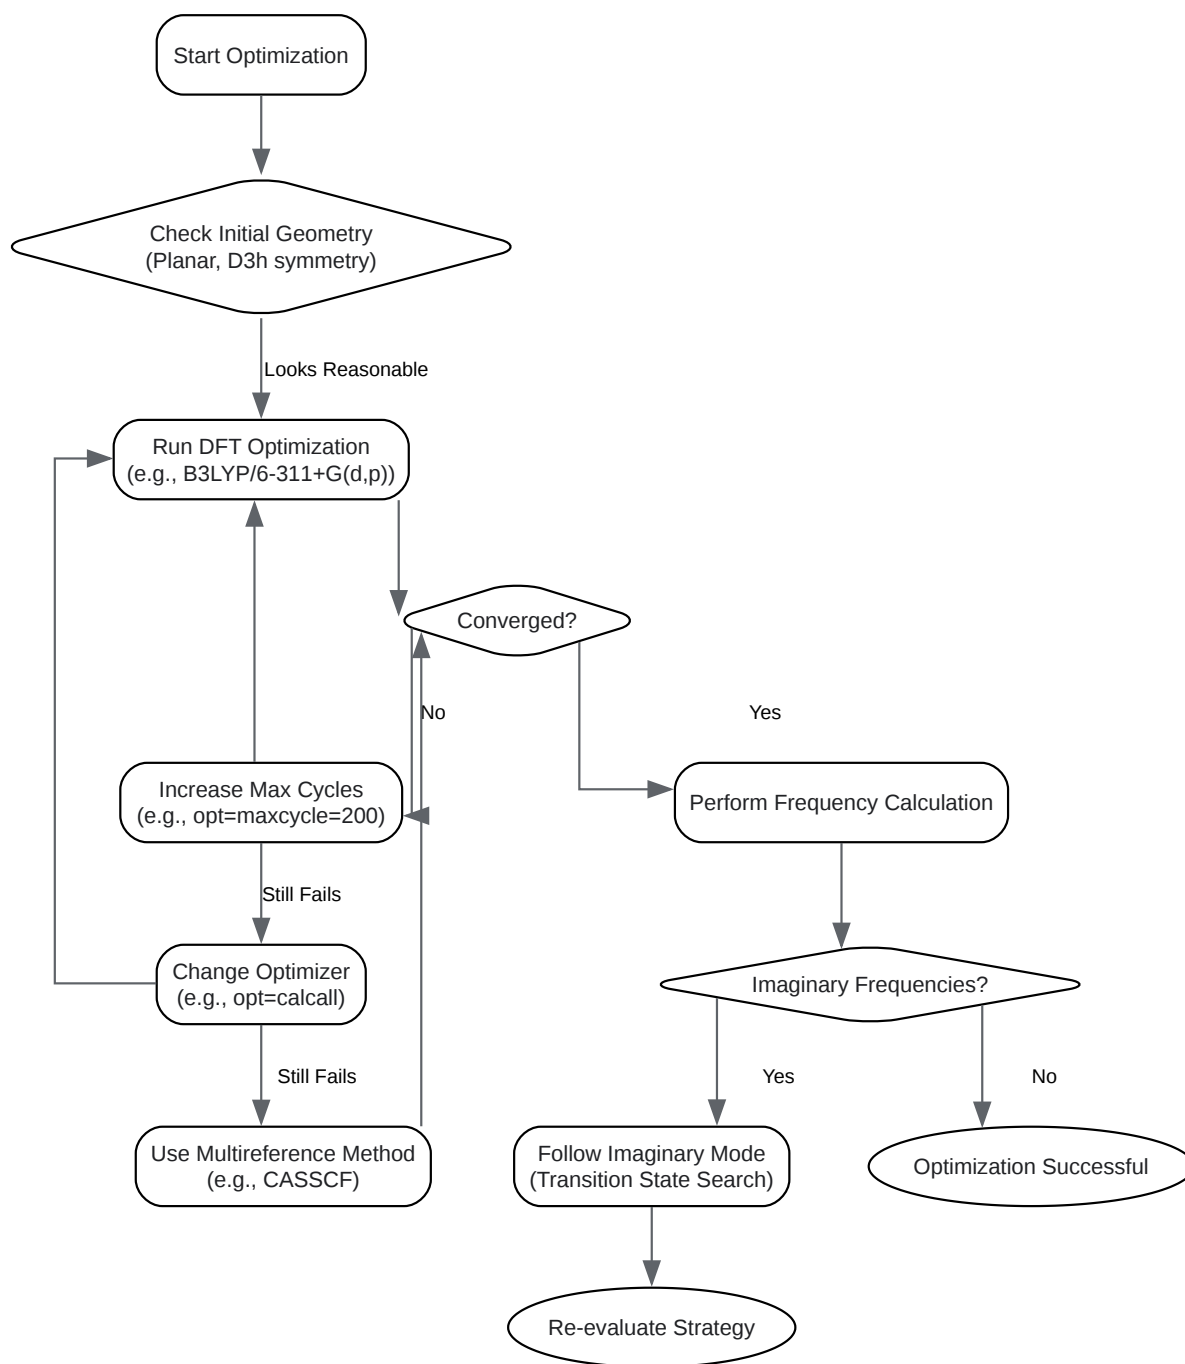 Start Optimization
Check Initial Geometry
(Planar, D3h symmetry)
Looks Reasonable
Run DFT Optimization
(e.g., B3LYP/6-311+G(d,p))
Converged?
No
Yes
Increase Max Cycles
(e.g., opt=maxcycle=200)
Perform Frequency Calculation
Still Fails
Change Optimizer
(e.g., opt=calcall)
Imaginary Frequencies?
Still Fails
Yes
No
Use Multireference Method
(e.g., CASSCF)
Follow Imaginary Mode
(Transition State Search)
Optimization Successful
Re-evaluate Strategy